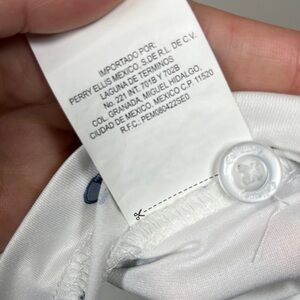 IMPORTADO POR:
PERRY ELLIS MEXICO, S.DE R.L. DE C.V.
LAGUNA DE TERMINOS
No. 221 INT. 701B Y 702B
COL. GRANADA, MIGUEL HIDALGO,
CIUDAD DE MEXICO, MEXICO C.P. 11520
R.F.C.: PEM080422SE0